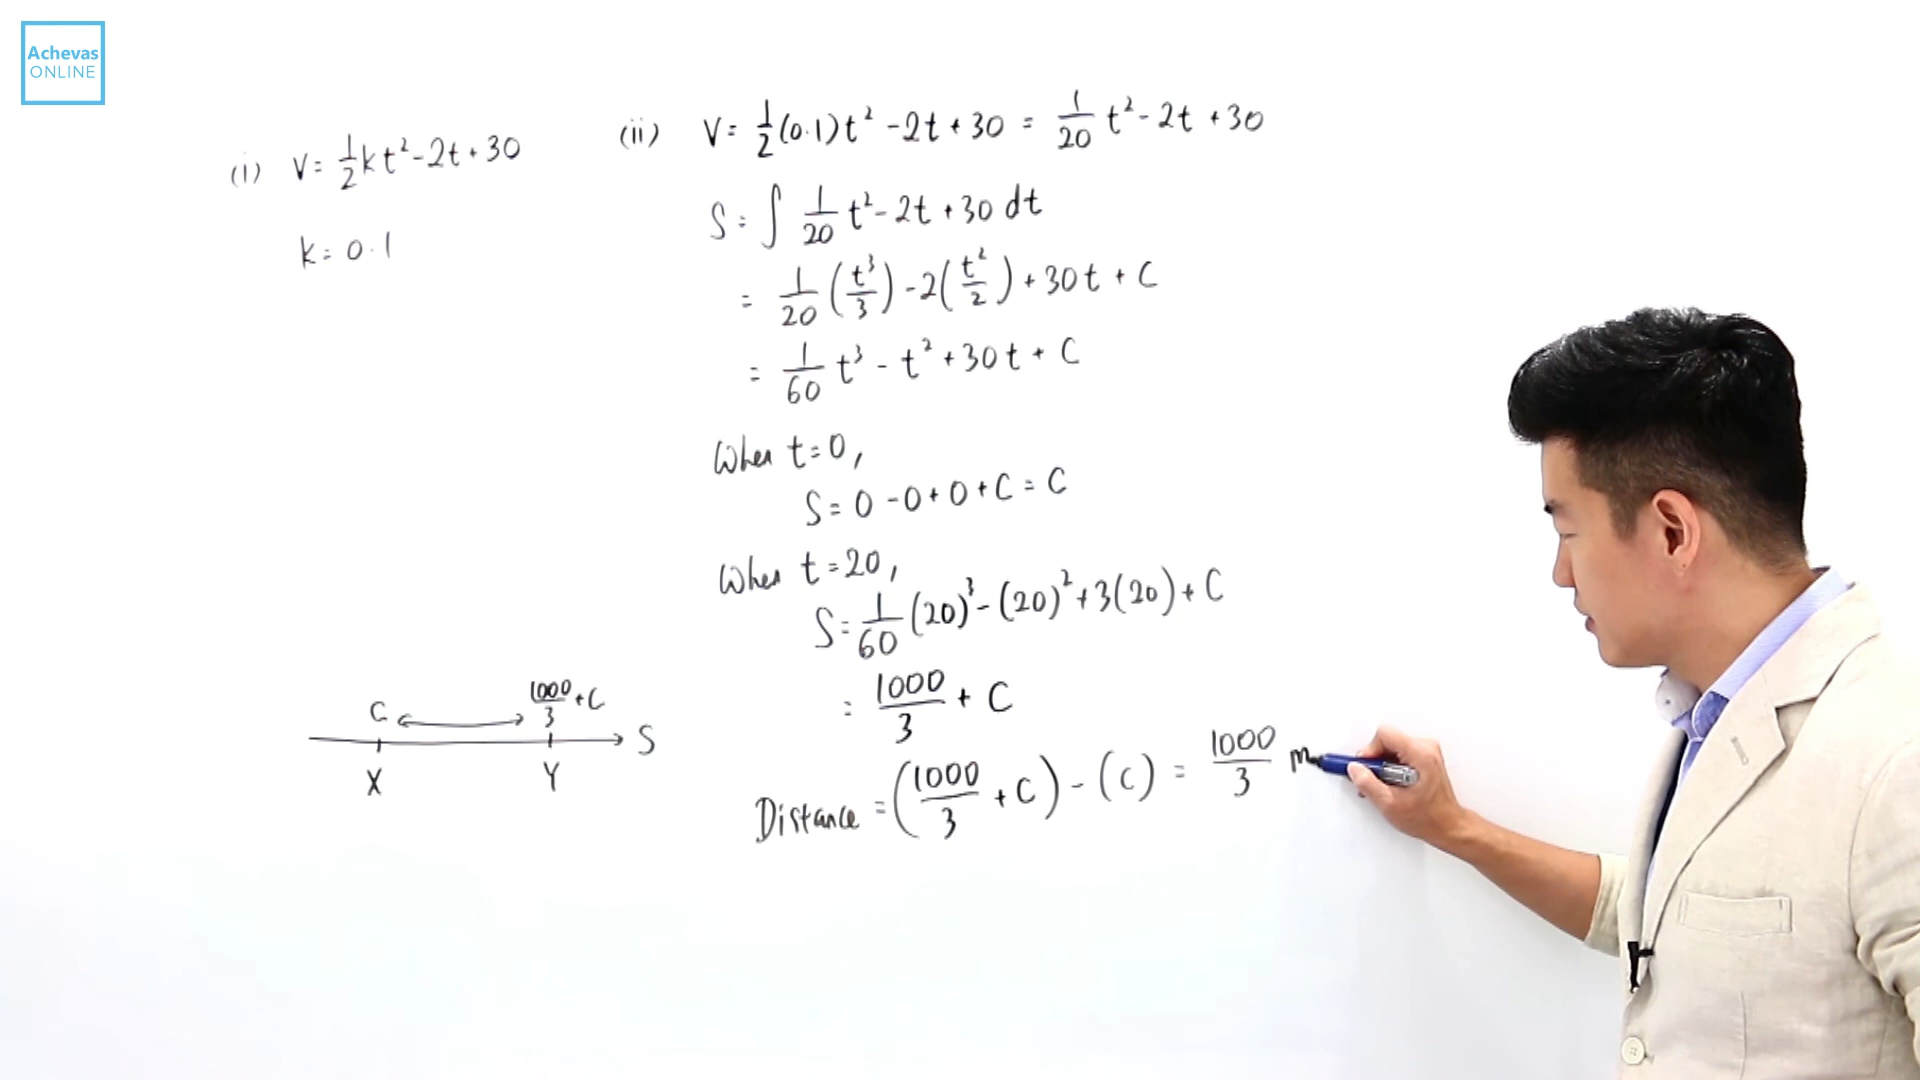 Achevas
ONLINE
(i) V = 1/2 kt² - 2t + 30
k = 0.1
(ii) V = 1/2 (0.1)t² - 2t + 30 = 1/20 t² - 2t + 30
S = ∫ 1/20 t² - 2t + 30 dt
= 1/20 (t³/3) - 2(t²/2) + 30t + C
= 1/60 t³ - t² + 30t + C
When t = 0,
S = 0 - 0 + 0 + C = C
When t = 20,
S = 1/60 (20)³ - (20)² + 3(20) + C
= 1000/3 + C
Distance = (1000/3 + C) - (C) = 1000/3 m
C 1000/3 + C
S
X Y